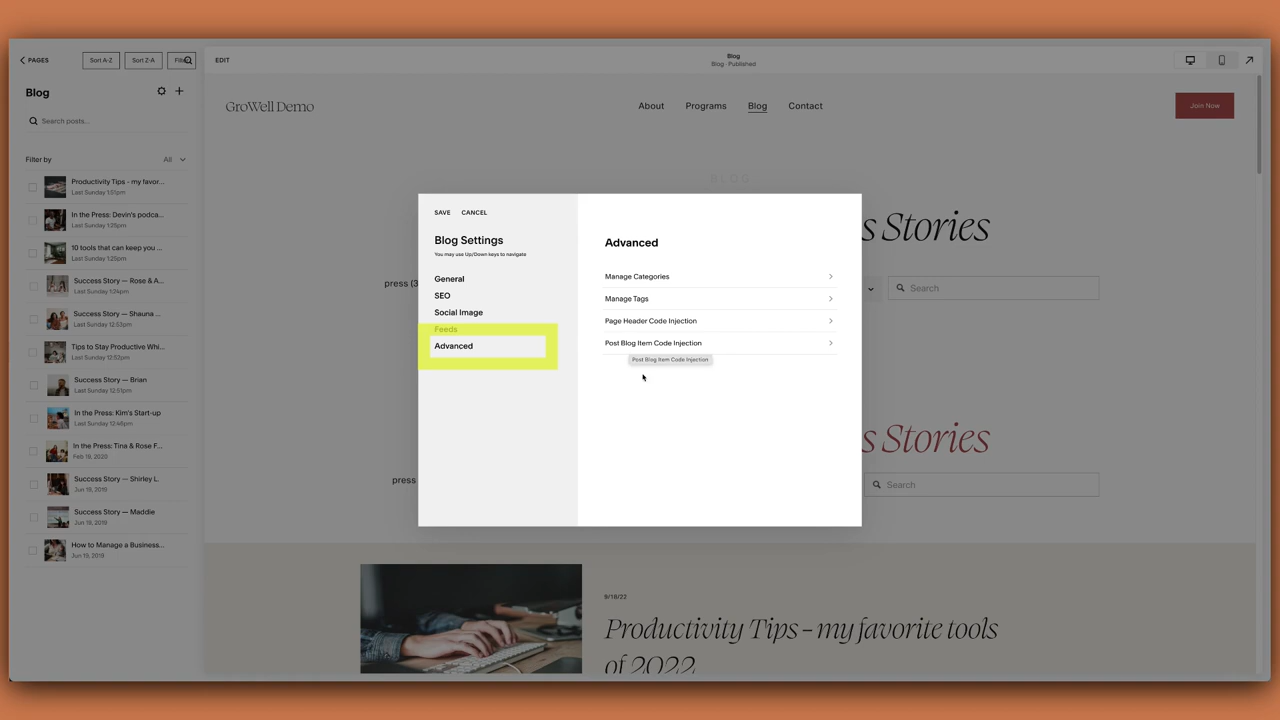 PAGES
Sort A-Z
Sort Z-A
EDIT
Blog
Blog · Published
Blog
Search posts...
Filter by
All
Productivity Tips - my favor...
Last Sunday 1:51pm
In the Press: Devin's podca...
Last Sunday 1:25pm
10 tools that can keep you ...
Last Sunday 1:25pm
Success Story — Rose & A...
Last Sunday 1:24pm
Success Story — Shauna ...
Last Sunday 12:53pm
Tips to Stay Productive Whi...
Last Sunday 12:52pm
Success Story — Brian
Last Sunday 12:51pm
In the Press: Kim's Start-up
Last Sunday 12:46pm
In the Press: Tina & Rose F...
Feb 19, 2020
Success Story — Shirley L.
Jun 19, 2019
Success Story — Maddie
Jun 19, 2019
How to Manage a Business...
Jun 19, 2019
GroWell Demo
About
Programs
Blog
Contact
Join Now
BLOG
s Stories
press (3
Search
s Stories
press
Search
SAVE
CANCEL
Blog Settings
You may use Up/Down keys to navigate
General
SEO
Social Image
Feeds
Advanced
Advanced
Manage Categories
Manage Tags
Page Header Code Injection
Post Blog Item Code Injection
Post Blog Item Code Injection
9/18/22
Productivity Tips – my favorite tools
of 2022